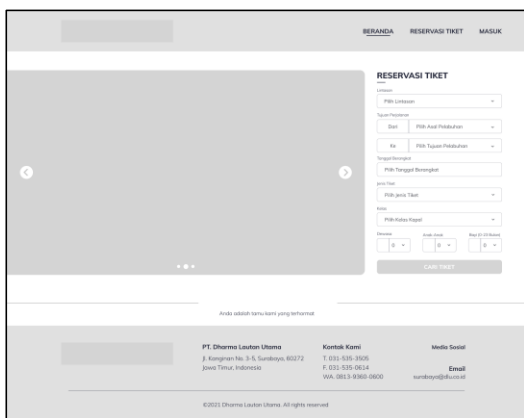 BERANDA RESERVASI TIKET MASUK
RESERVASI TIKET
Lintasan
Pilih Lintasan
Tujuan Perjalanan
Dari Pilih Asal Pelabuhan
Ke Pilih Tujuan Pelabuhan
Tanggal Berangkat
Pilih Tanggal Berangkat
Jenis Tiket
Pilih Jenis Tiket
Kelas
Pilih Kelas Kapal
Dewasa Anak-Anak
0 0 0
CARI TIKET
Anda adalah tamu kami yang terhormat
PT. Dharma Lautan Utama Kontak Kami Media Sosial
Jl. Kanginan No. 3-5, Surabaya, 60272 T. 031-535-3505
Jawa Timur, Indonesia F. 031-535-0614 Email
WA. 0813-9360-0600 surabaya@dlu.co.id
©2021 Dharma Lautan Utama. All rights reserved